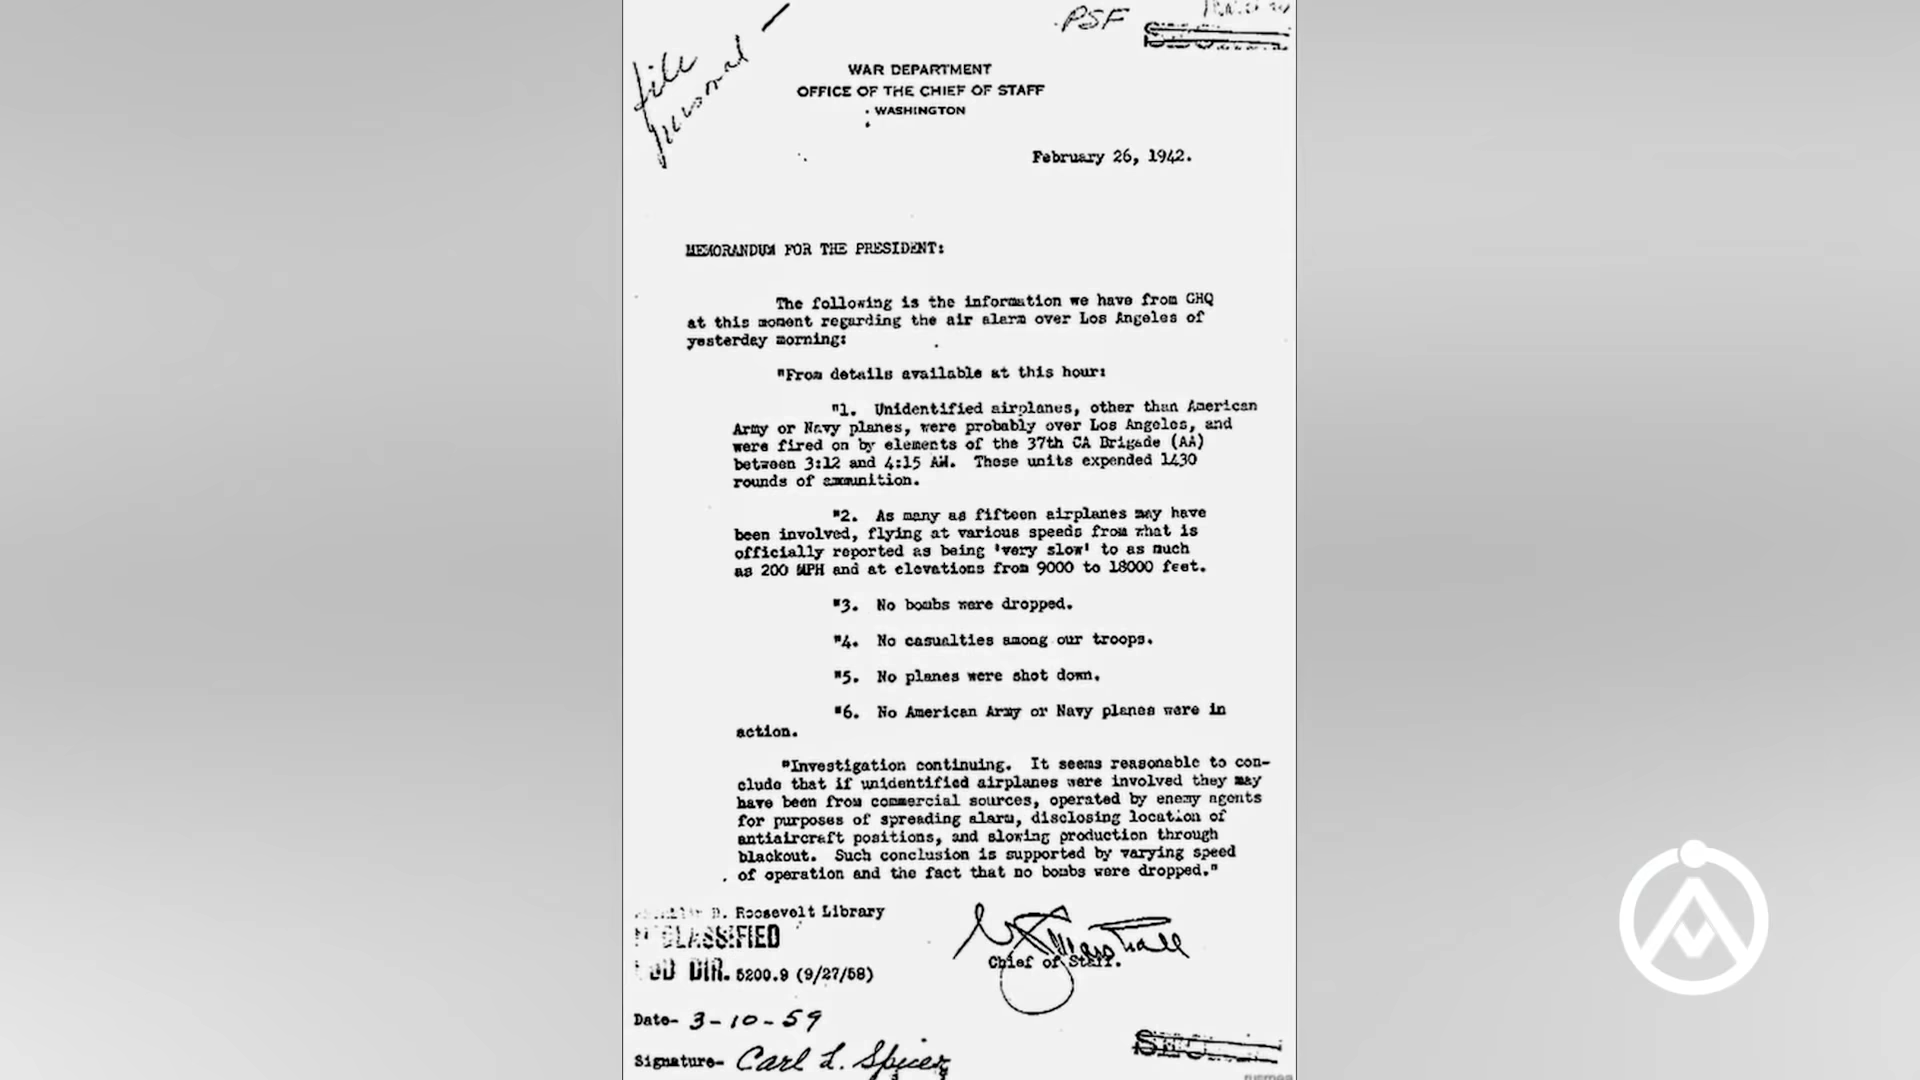 file
personal
PSF
WAR DEPARTMENT
OFFICE OF THE CHIEF OF STAFF
WASHINGTON
February 26, 1942.
MEMORANDUM FOR THE PRESIDENT:
The following is the information we have from GHQ
at this moment regarding the air alarm over Los Angeles of
yesterday morning:
"From details available at this hour:
"1. Unidentified airplanes, other than American
Army or Navy planes, were probably over Los Angeles, and
were fired on by elements of the 37th CA Brigade (AA)
between 3:12 and 4:15 AM. These units expended 1430
rounds of ammunition.
"2. As many as fifteen airplanes may have
been involved, flying at various speeds from what is
officially reported as being 'very slow' to as much
as 200 MPH and at elevations from 9000 to 18000 feet.
"3. No bombs were dropped.
"4. No casualties among our troops.
"5. No planes were shot down.
"6. No American Army or Navy planes were in
action.
"Investigation continuing. It seems reasonable to con-
clude that if unidentified airplanes were involved they may
have been from commercial sources, operated by enemy agents
for purposes of spreading alarm, disclosing location of
antiaircraft positions, and slowing production through
blackout. Such conclusion is supported by varying speed
of operation and the fact that no bombs were dropped."
D. Roosevelt Library
DECLASSIFIED
DOD DIR. 5200.9 (9/27/58)
G. C. Marshall
Chief of Staff.
Date- 3-10-59
Signature- Carl L. Spicer
SECRET